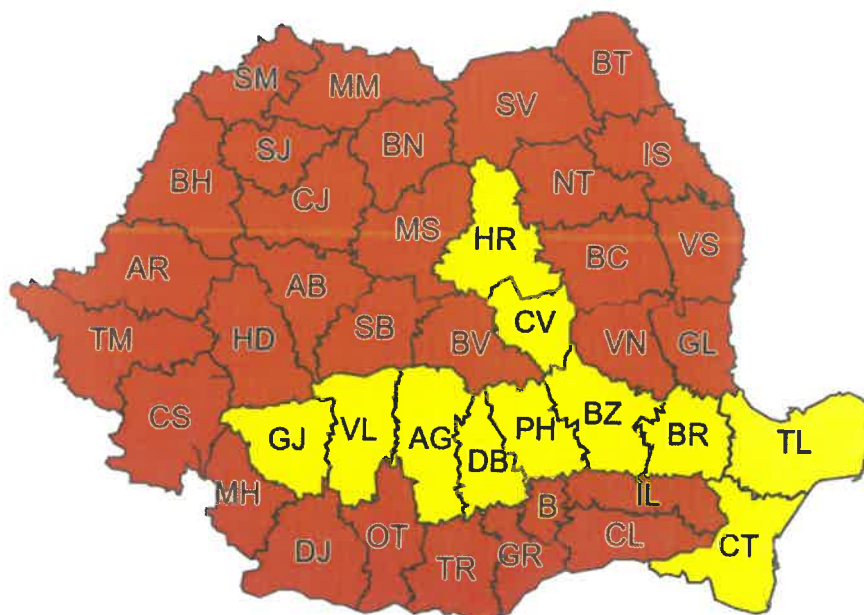 BT
SM
MM
SV
SJ
BN
IS
BH
CJ
NT
MS
HR
BC
VS
AR
AB
CV
TM
HD
SB
BV
VN
GL
CS
GJ
VL
AG
DB
PH
BZ
BR
TL
MH
B
IL
DJ
OT
TR
GR
CL
CT